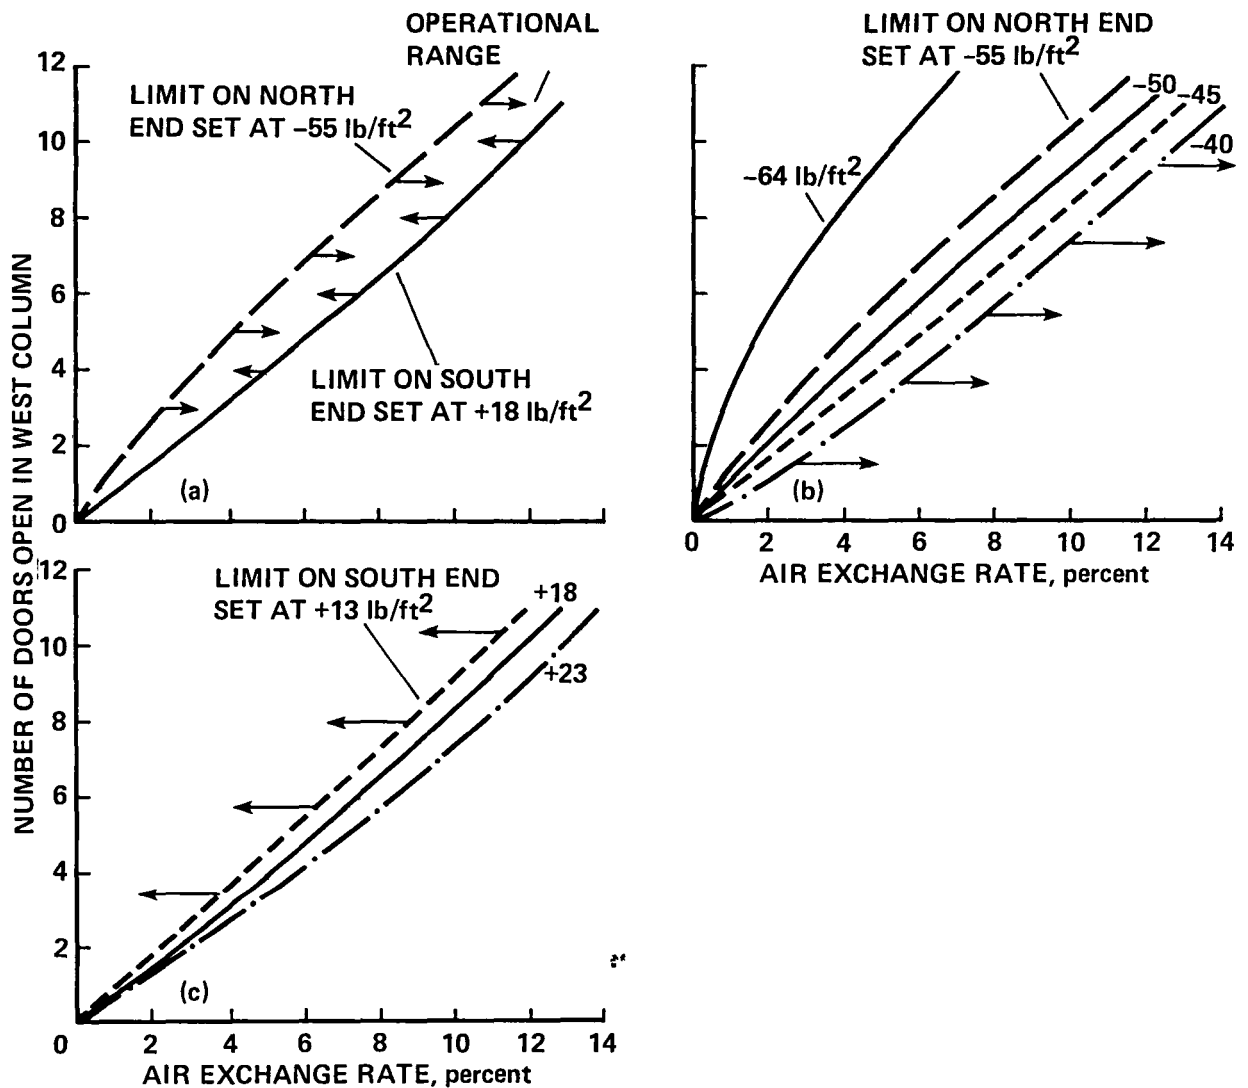 OPERATIONAL
RANGE
LIMIT ON NORTH
END SET AT –55 lb/ft2
LIMIT ON SOUTH
END SET AT +18 lb/ft2
12
10
8
6
4
2
0
(a)
LIMIT ON NORTH END
SET AT –55 lb/ft2
–50
–45
–40
–64 lb/ft2
(b)
0 2 4 6 8 10 12 14
AIR EXCHANGE RATE, percent
NUMBER OF DOORS OPEN IN WEST COLUMN
LIMIT ON SOUTH END
SET AT +13 lb/ft2
+18
+23
12
10
8
6
4
2
(c)
0 2 4 6 8 10 12 14
AIR EXCHANGE RATE, percent